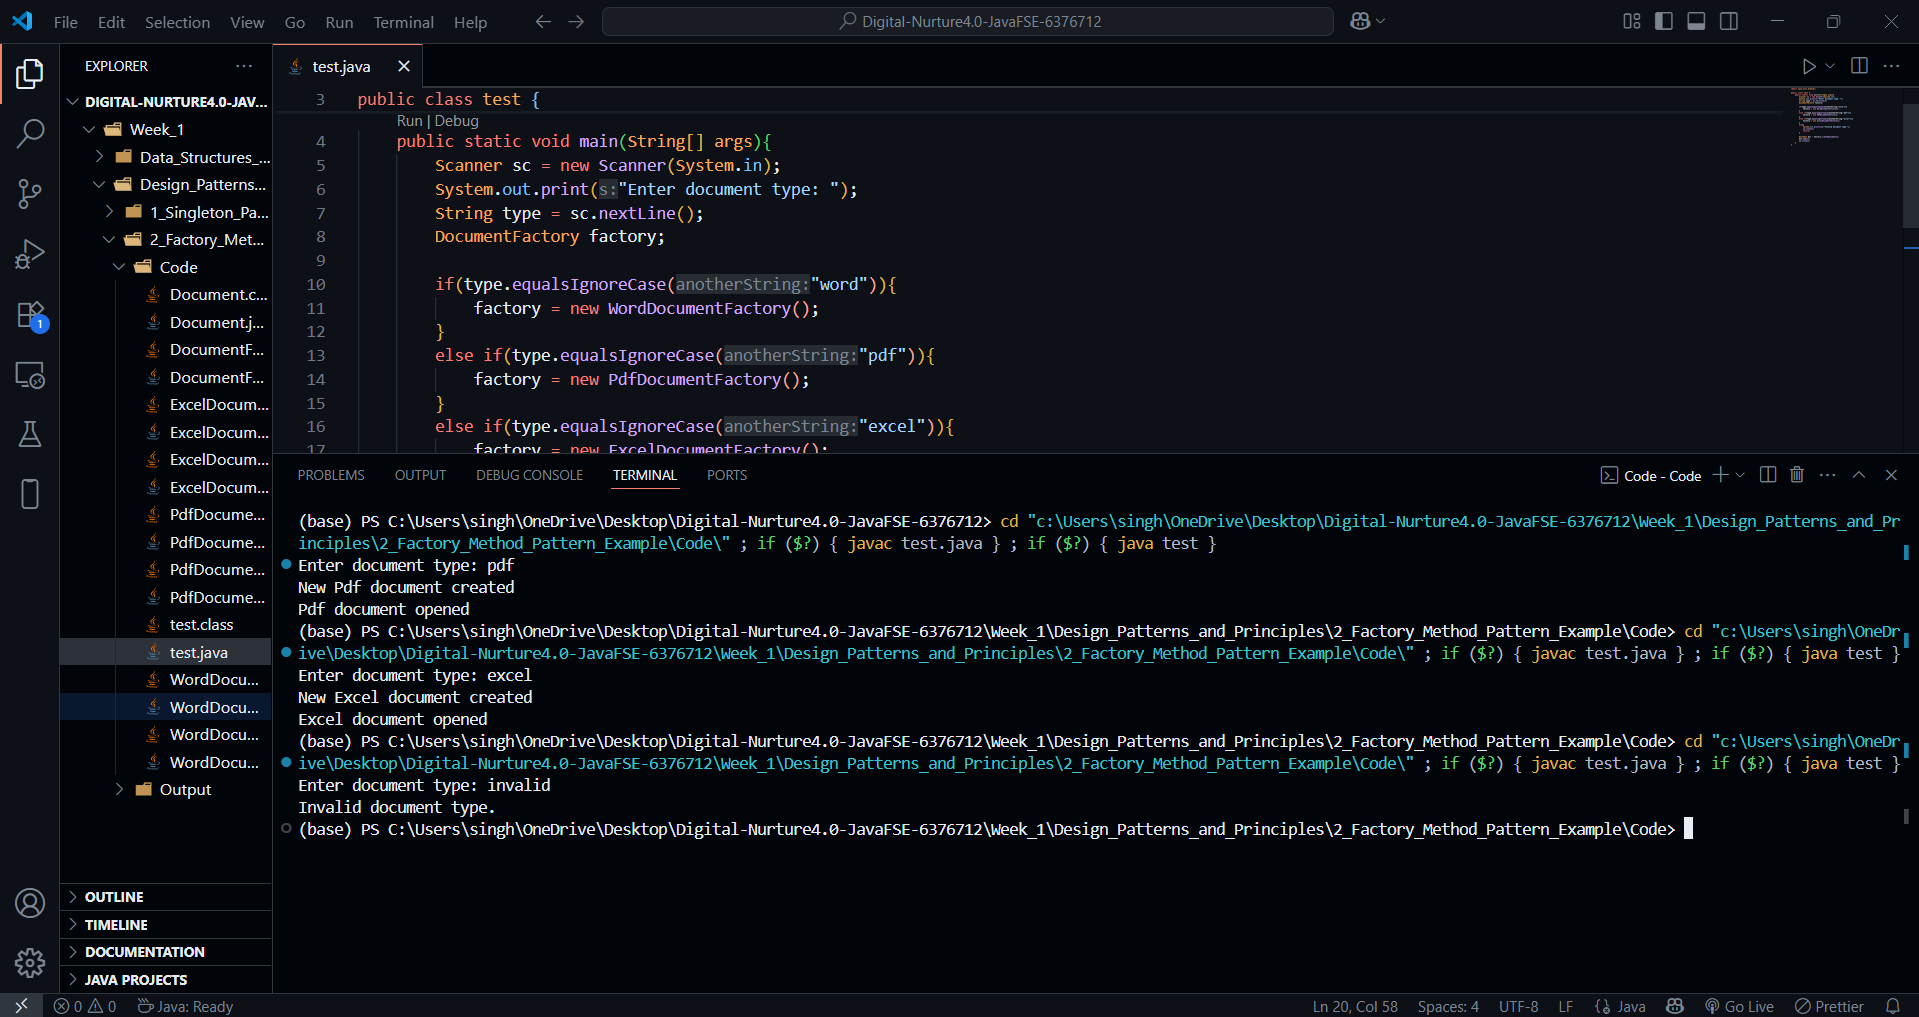 File Edit Selection View Go Run Terminal Help
Digital-Nurture4.0-JavaFSE-6376712
EXPLORER
DIGITAL-NURTURE4.0-JAV...
Week_1
Data_Structures_...
Design_Patterns...
1_Singleton_Pa...
2_Factory_Met...
Code
Document.c...
Document.j...
DocumentF...
DocumentF...
ExcelDocum...
ExcelDocum...
ExcelDocum...
ExcelDocum...
PdfDocume...
PdfDocume...
PdfDocume...
PdfDocume...
test.class
test.java
WordDocu...
WordDocu...
WordDocu...
WordDocu...
Output
OUTLINE
TIMELINE
DOCUMENTATION
JAVA PROJECTS
1
test.java
3 public class test {
Run | Debug
4 public static void main(String[] args){
5 Scanner sc = new Scanner(System.in);
6 System.out.print(s:"Enter document type: ");
7 String type = sc.nextLine();
8 DocumentFactory factory;
9
10 if(type.equalsIgnoreCase(anotherString:"word")){
11 factory = new WordDocumentFactory();
12 }
13 else if(type.equalsIgnoreCase(anotherString:"pdf")){
14 factory = new PdfDocumentFactory();
15 }
16 else if(type.equalsIgnoreCase(anotherString:"excel")){
17 factory = new ExcelDocumentFactory();
PROBLEMS OUTPUT DEBUG CONSOLE TERMINAL PORTS
Code - Code
(base) PS C:\Users\singh\OneDrive\Desktop\Digital-Nurture4.0-JavaFSE-6376712> cd "c:\Users\singh\OneDrive\Desktop\Digital-Nurture4.0-JavaFSE-6376712\Week_1\Design_Patterns_and_Pr
inciples\2_Factory_Method_Pattern_Example\Code\" ; if ($?) { javac test.java } ; if ($?) { java test }
Enter document type: pdf
New Pdf document created
Pdf document opened
(base) PS C:\Users\singh\OneDrive\Desktop\Digital-Nurture4.0-JavaFSE-6376712\Week_1\Design_Patterns_and_Principles\2_Factory_Method_Pattern_Example\Code> cd "c:\Users\singh\OneDr
ive\Desktop\Digital-Nurture4.0-JavaFSE-6376712\Week_1\Design_Patterns_and_Principles\2_Factory_Method_Pattern_Example\Code\" ; if ($?) { javac test.java } ; if ($?) { java test }
Enter document type: excel
New Excel document created
Excel document opened
(base) PS C:\Users\singh\OneDrive\Desktop\Digital-Nurture4.0-JavaFSE-6376712\Week_1\Design_Patterns_and_Principles\2_Factory_Method_Pattern_Example\Code> cd "c:\Users\singh\OneDr
ive\Desktop\Digital-Nurture4.0-JavaFSE-6376712\Week_1\Design_Patterns_and_Principles\2_Factory_Method_Pattern_Example\Code\" ; if ($?) { javac test.java } ; if ($?) { java test }
Enter document type: invalid
Invalid document type.
(base) PS C:\Users\singh\OneDrive\Desktop\Digital-Nurture4.0-JavaFSE-6376712\Week_1\Design_Patterns_and_Principles\2_Factory_Method_Pattern_Example\Code>
0 0 Java: Ready Ln 20, Col 58 Spaces: 4 UTF-8 LF {} Java Go Live Prettier